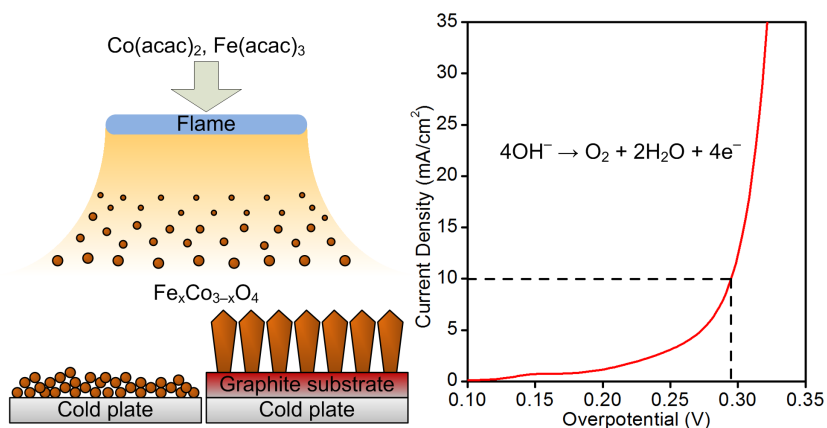 Co(acac)₂, Fe(acac)₃
Flame
FeₓCo₃₋ₓO₄
Graphite substrate
Cold plate
Cold plate
Current Density (mA/cm²)
35
30
25
20
15
10
5
0
4OH⁻ → O₂ + 2H₂O + 4e⁻
0.10 0.15 0.20 0.25 0.30 0.35
Overpotential (V)